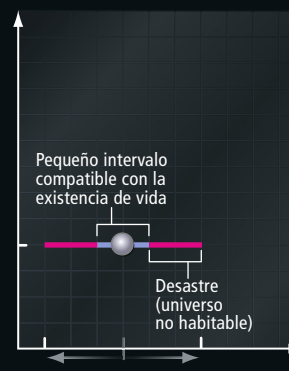 Pequeño intervalo
compatible con la
existencia de vida
Desastre
(universo
no habitable)